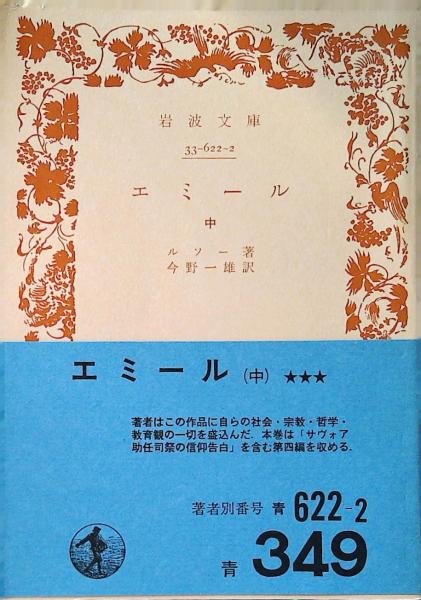 岩波文庫
33-622-2
エミール
中
ルソー著
今野一雄訳
エミール (中) ★★★
著者はこの作品に自らの社会・宗教・哲学・
教育観の一切を盛込んだ. 本巻は「サヴォア
助任司祭の信仰告白」を含む第四編を収める.
著者別番号 青 622-2
青 349